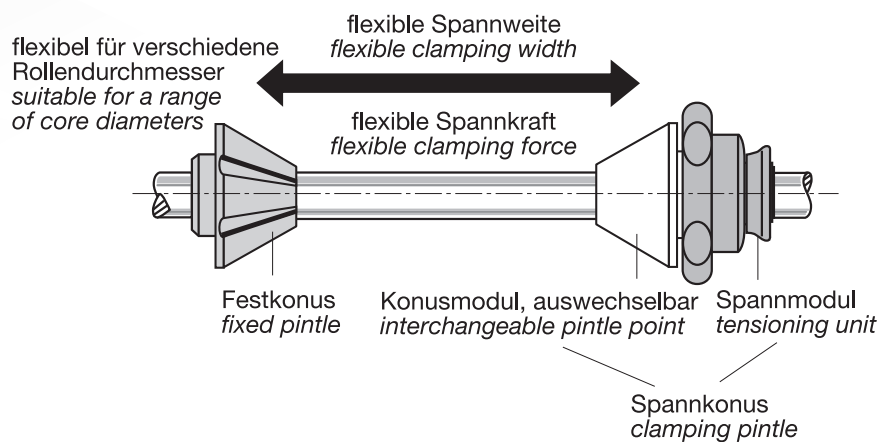 flexibel für verschiedene
Rollendurchmesser
suitable for a range
of core diameters
flexible Spannweite
flexible clamping width
flexible Spannkraft
flexible clamping force
Festkonus
fixed pintle
Konusmodul, auswechselbar
interchangeable pintle point
Spannmodul
tensioning unit
Spannkonus
clamping pintle